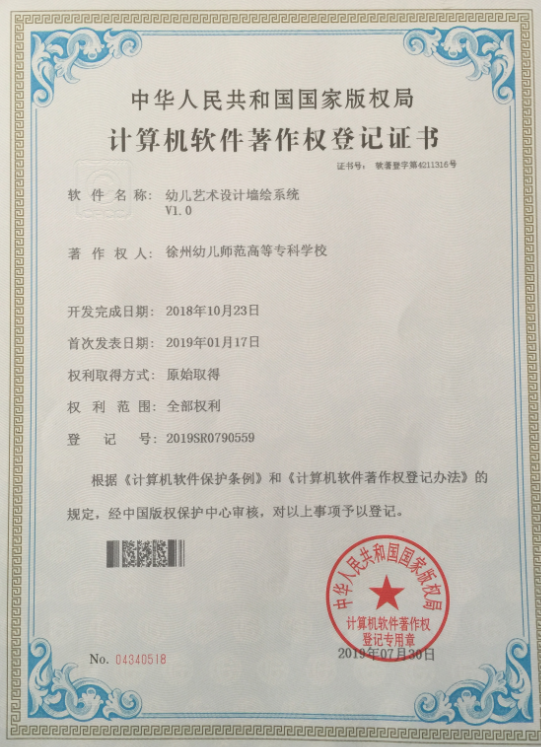 中华人民共和国国家版权局
计算机软件著作权登记证书
证书号： 软著登字第4211316号
软件名称： 幼儿艺术设计墙绘系统
V1.0
著作权人： 徐州幼儿师范高等专科学校
开发完成日期： 2018年10月23日
首次发表日期： 2019年01月17日
权利取得方式： 原始取得
权利范围： 全部权利
登记号： 2019SR0790559
根据《计算机软件保护条例》和《计算机软件著作权登记办法》的
规定，经中国版权保护中心审核，对以上事项予以登记。
中华人民共和国国家版权局
计算机软件著作权
登记专用章
2019年07月30日
No. 04340518